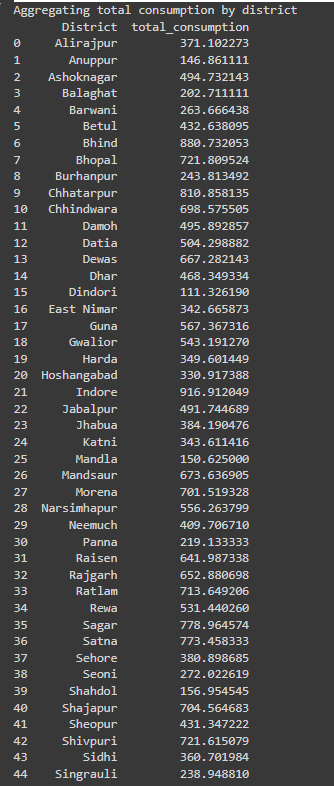 Aggregating total consumption by district
District total_consumption
0 Alirajpur 371.102273
1 Anuppur 146.861111
2 Ashoknagar 494.732143
3 Balaghat 202.711111
4 Barwani 263.666438
5 Betul 432.638095
6 Bhind 880.732053
7 Bhopal 721.809524
8 Burhanpur 243.813492
9 Chhatarpur 810.858135
10 Chhindwara 698.575505
11 Damoh 495.892857
12 Datia 504.298882
13 Dewas 667.282143
14 Dhar 468.349334
15 Dindori 111.326190
16 East Nimar 342.665873
17 Guna 567.367316
18 Gwalior 543.191270
19 Harda 349.601449
20 Hoshangabad 330.917388
21 Indore 916.912049
22 Jabalpur 491.744689
23 Jhabua 384.190476
24 Katni 343.611416
25 Mandla 150.625000
26 Mandsaur 673.636905
27 Morena 701.519328
28 Narsimhapur 556.263799
29 Neemuch 409.706710
30 Panna 219.133333
31 Raisen 641.987338
32 Rajgarh 652.880698
33 Ratlam 713.649206
34 Rewa 531.440260
35 Sagar 778.964574
36 Satna 773.458333
37 Sehore 380.898685
38 Seoni 272.022619
39 Shahdol 156.954545
40 Shajapur 704.564683
41 Sheopur 431.347222
42 Shivpuri 721.615079
43 Sidhi 360.701984
44 Singrauli 238.948810